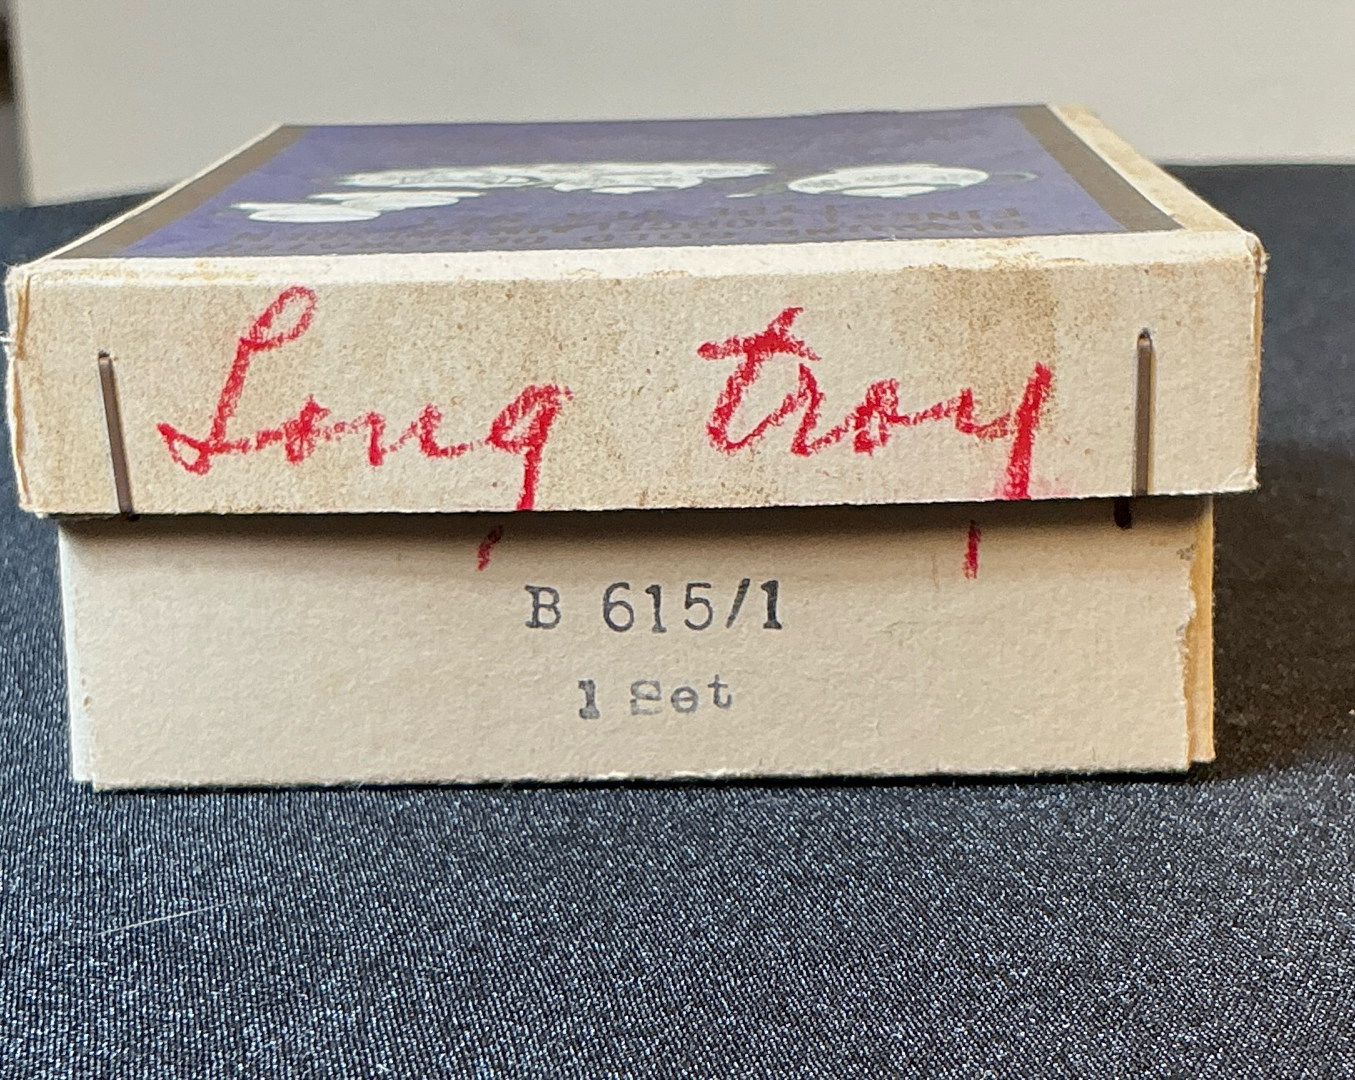 Long tray
B 615/1
1 Set